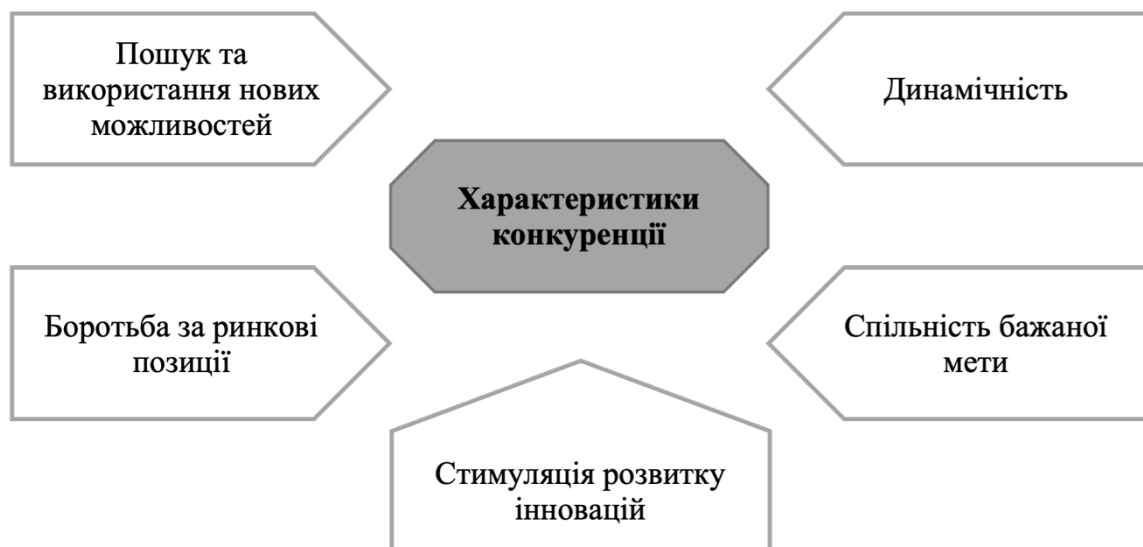 Пошук та
використання нових
можливостей
Динамічність
Характеристики
конкуренції
Боротьба за ринкові
позиції
Спільність бажаної
мети
Стимуляція розвитку
інновацій